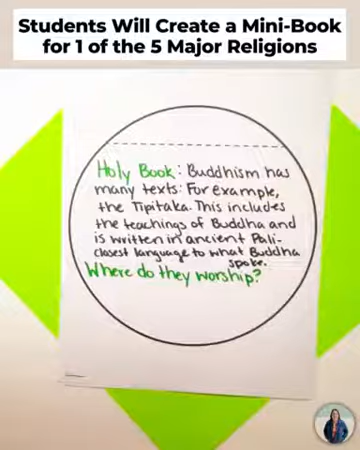 Students Will Create a Mini-Book
for 1 of the 5 Major Religions
Holy Book: Buddhism has
many texts: For example,
the Tipitaka. This includes
the teachings of Buddha and
is written in ancient Pali-
closest language to what Buddha
spoke.
Where do they worship?